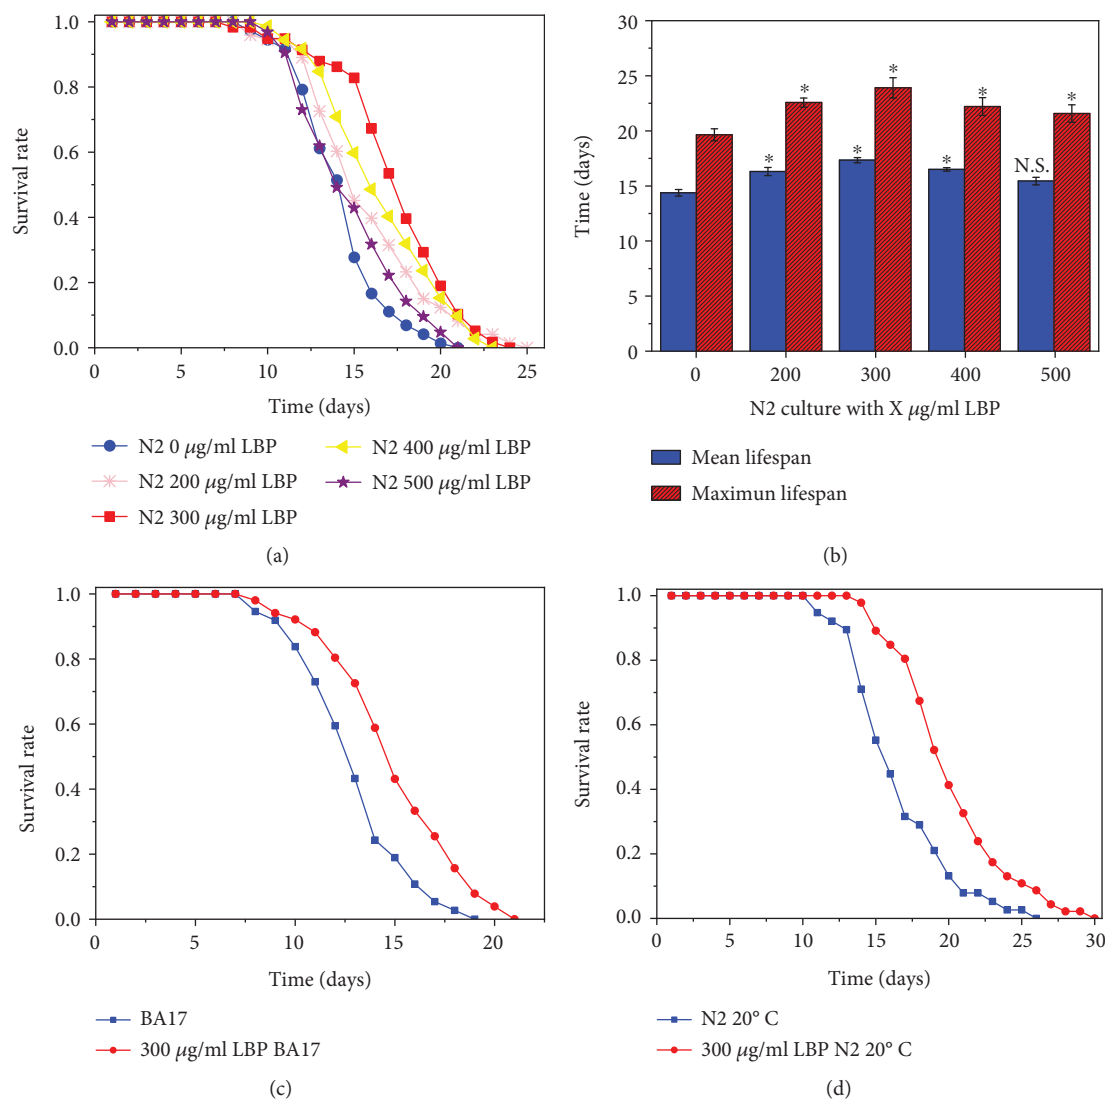 1.0
0.8
0.6
0.4
0.2
0.0
Survival rate
0 5 10 15 20 25
Time (days)
N2 0 μg/ml LBP
N2 200 μg/ml LBP
N2 300 μg/ml LBP
N2 400 μg/ml LBP
N2 500 μg/ml LBP
(a)
30
25
20
15
10
5
0
Time (days)
* * * * * * * N.S. *
0 200 300 400 500
N2 culture with X μg/ml LBP
Mean lifespan
Maximun lifespan
(b)
1.0
0.8
0.6
0.4
0.2
0.0
Survival rate
0 5 10 15 20
Time (days)
BA17
300 μg/ml LBP BA17
(c)
1.0
0.8
0.6
0.4
0.2
0.0
Survival rate
0 5 10 15 20 25 30
Time (days)
N2 20° C
300 μg/ml LBP N2 20° C
(d)